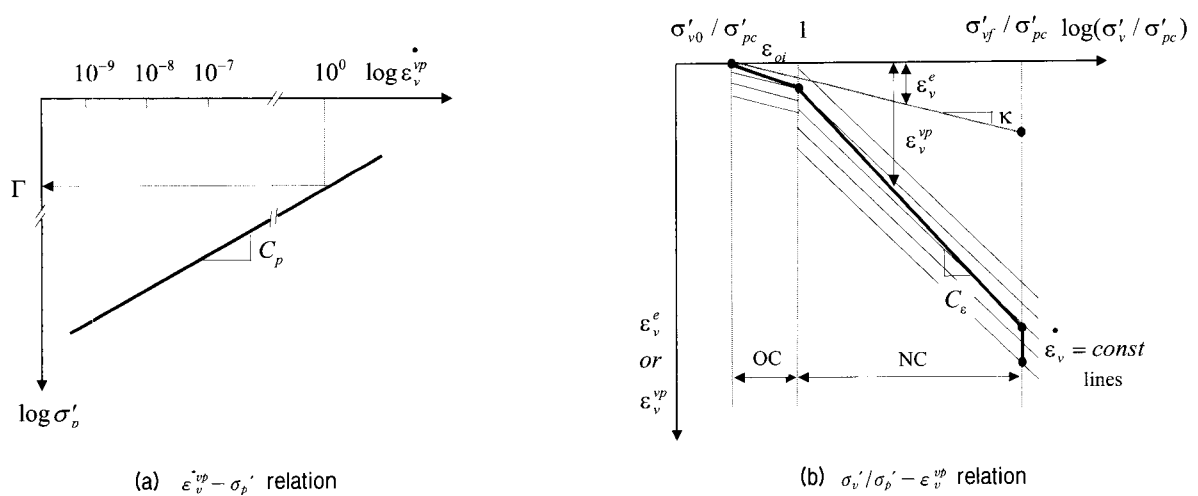 10⁻⁹ 10⁻⁸ 10⁻⁷ 10⁰ log ε̇ᵥᵛᵖ
Γ
Cₚ
log σ′ₚ
(a) ε̇ᵥᵛᵖ − σₚ′ relation
σ′ᵥ₀ / σ′pc 1 σ′vf / σ′pc log(σ′ᵥ / σ′pc)
εₒᵢ
εᵥᵉ
κ
εᵥᵛᵖ
C_ε
εᵥᵉ
or
εᵥᵛᵖ
OC NC
ε̇ᵥ = const
lines
(b) σᵥ′/σₚ′ − εᵥᵛᵖ relation